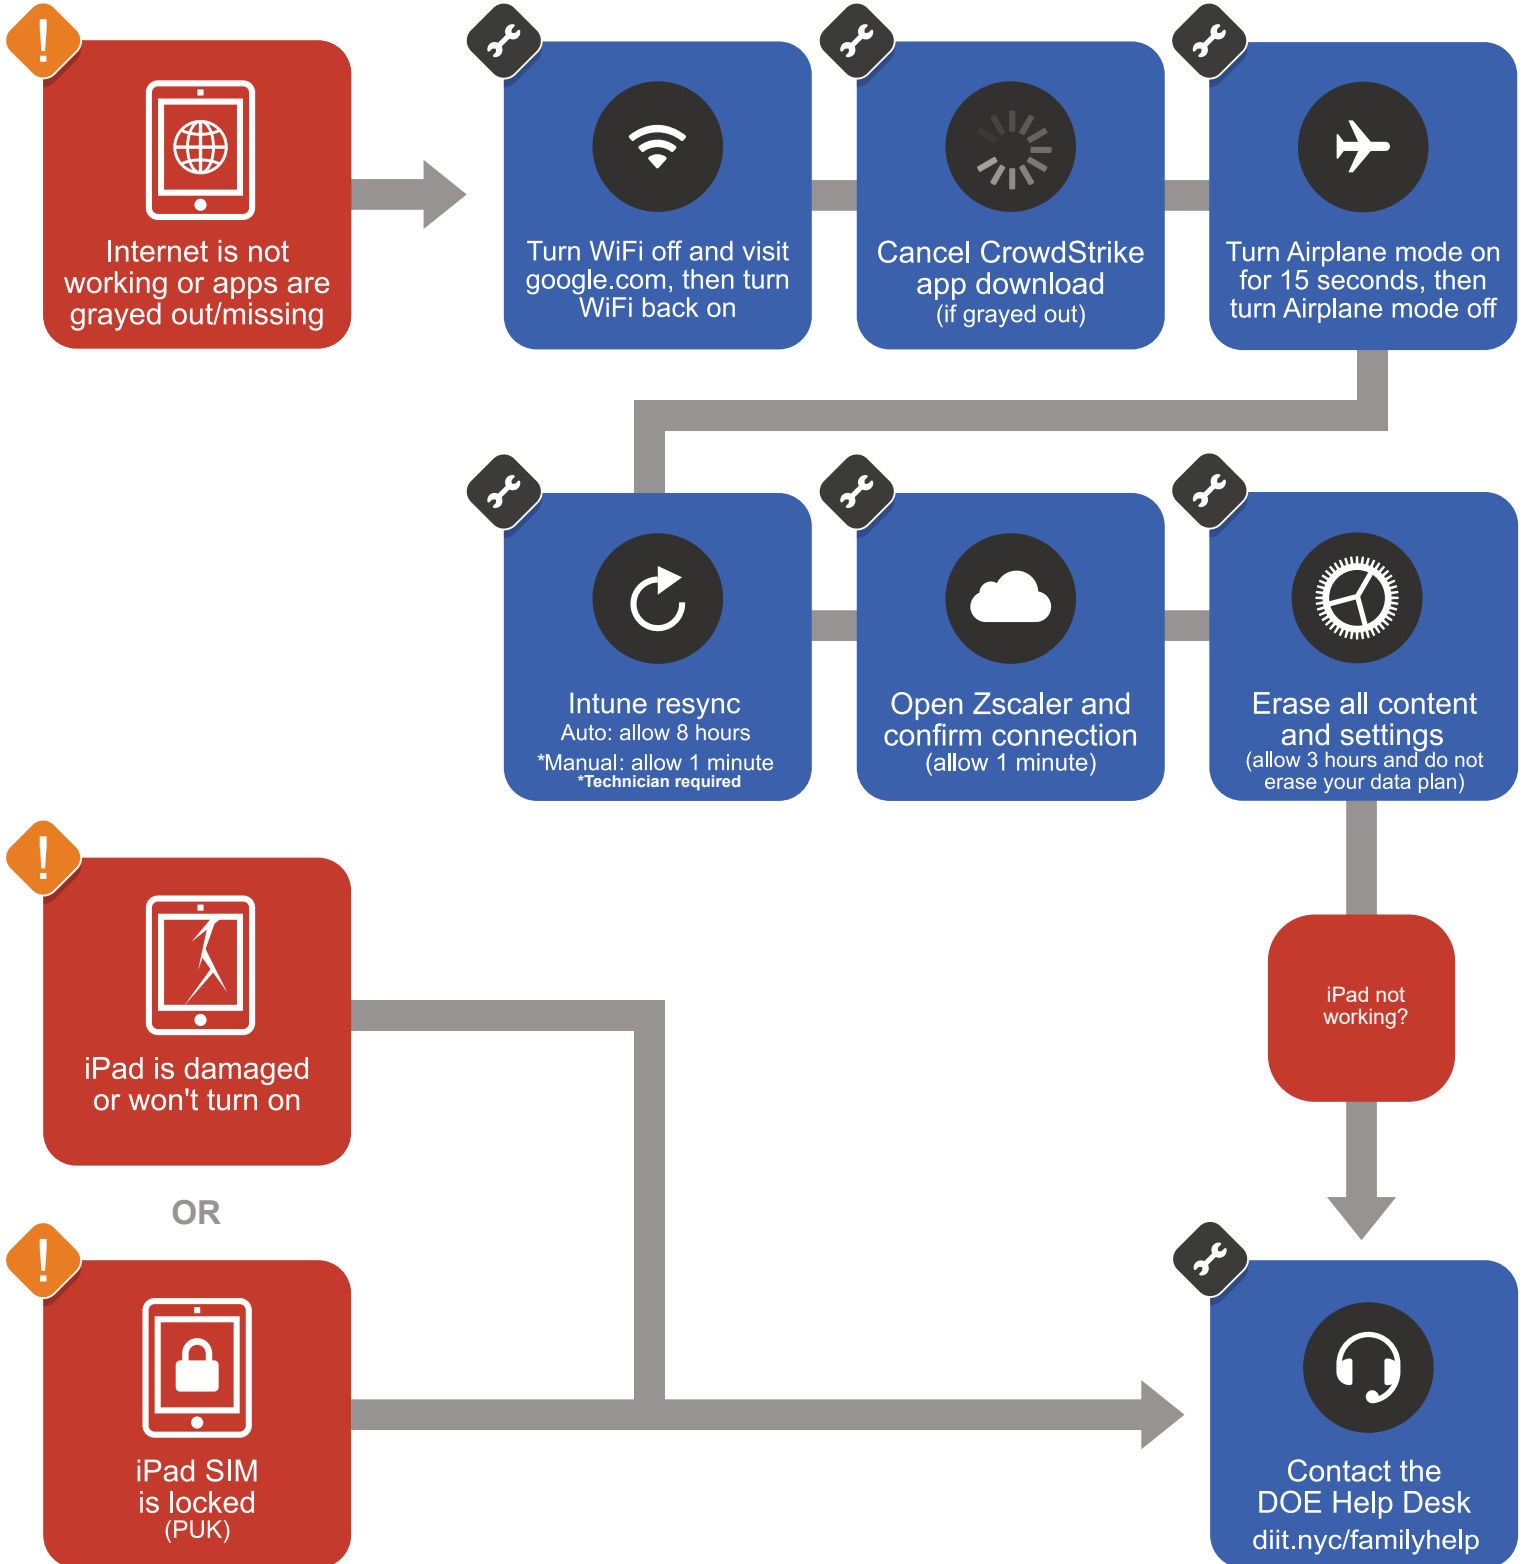 !
Internet is not
working or apps are
grayed out/missing
Turn WiFi off and visit
google.com, then turn
WiFi back on
Cancel CrowdStrike
app download
(if grayed out)
Turn Airplane mode on
for 15 seconds, then
turn Airplane mode off
Intune resync
Auto: allow 8 hours
*Manual: allow 1 minute
*Technician required
Open Zscaler and
confirm connection
(allow 1 minute)
Erase all content
and settings
(allow 3 hours and do not
erase your data plan)
!
iPad is damaged
or won't turn on
iPad not
working?
OR
!
iPad SIM
is locked
(PUK)
Contact the
DOE Help Desk
diit.nyc/familyhelp